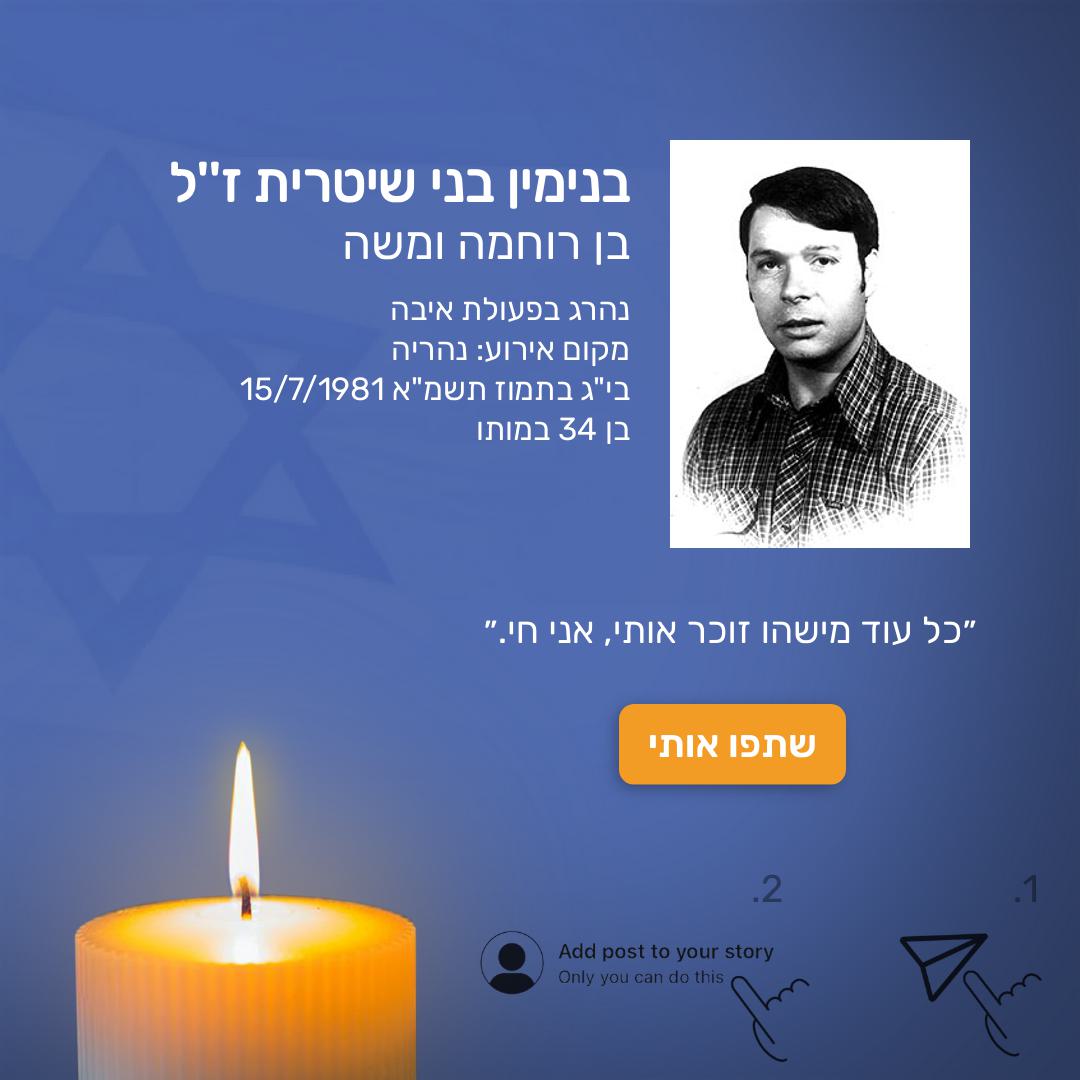 בנימין בני שיטרית ז"ל
בן רוחמה ומשה
נהרג בפעולת איבה
מקום אירוע: נהריה
בי"ג בתמוז תשמ"א 15/7/1981
בן 34 במותו
״כל עוד מישהו זוכר אותי, אני חי.״
שתפו אותי
1.
2.
Add post to your story
Only you can do this